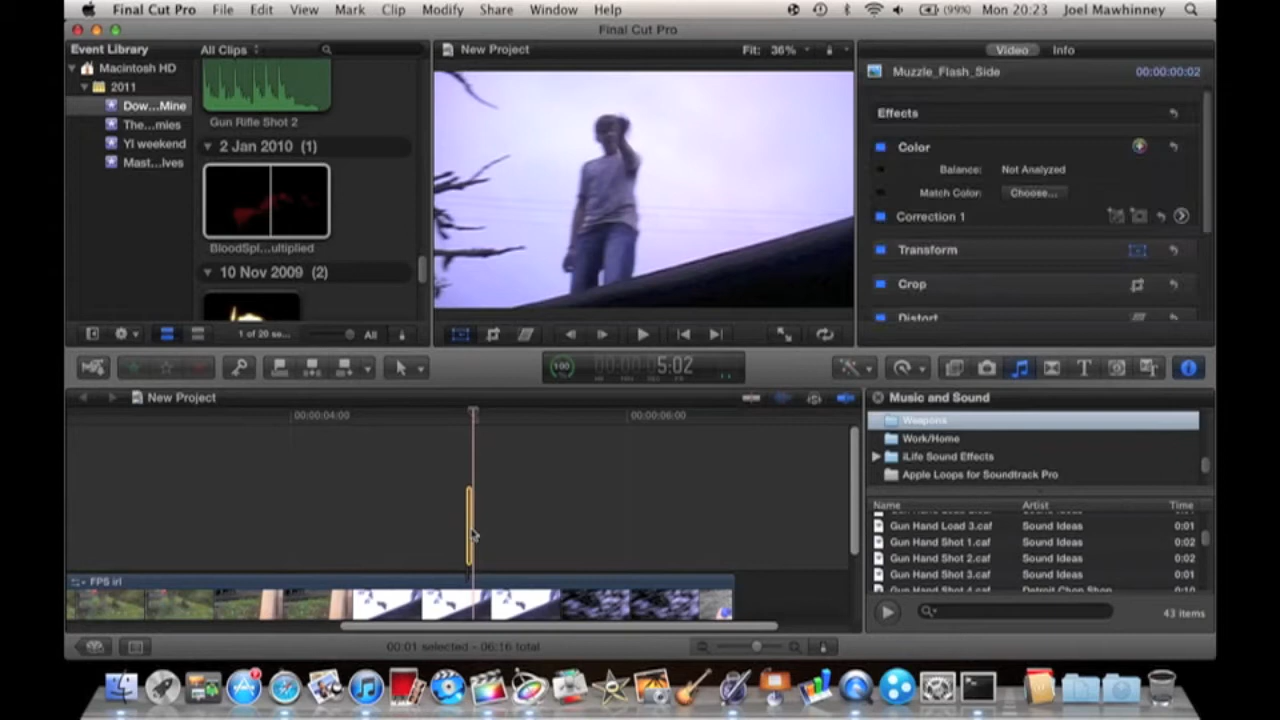 Final Cut Pro File Edit View Mark Clip Modify Share Window Help (99%) Mon 20:23 Joel Mawhinney
Final Cut Pro
Event Library All Clips
Macintosh HD
2011
Dow...Mine
The...mies
YI weekend
Mast...Ives
Gun Rifle Shot 2
2 Jan 2010 (1)
BloodSpl...ultiplied
10 Nov 2009 (2)
1 of 20 se... All
New Project Fit: 36%
Video Info
Muzzle_Flash_Side 00:00:00:02
Effects
Color
Balance: Not Analyzed
Match Color: Choose...
Correction 1
Transform
Crop
Distort
100 5:02
New Project
00:00:04:00 00:00:06:00
FPS irl
00:01 selected - 06:16 total
Music and Sound
Weapons
Work/Home
iLife Sound Effects
Apple Loops for Soundtrack Pro
Name Artist Time
Gun Hand Load 3.caf Sound Ideas 0:01
Gun Hand Shot 1.caf Sound Ideas 0:02
Gun Hand Shot 2.caf Sound Ideas 0:02
Gun Hand Shot 3.caf Sound Ideas 0:01
Gun Hand Shot 4.caf Detroit Chop Shop 0:10
43 items